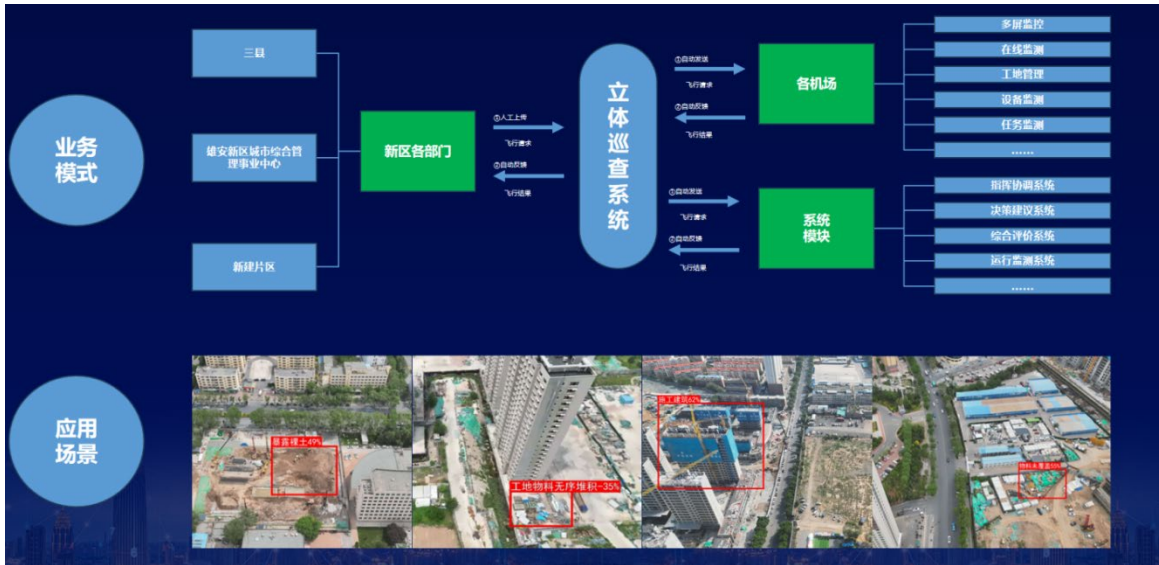 业务
模式
三县
雄安新区城市综合管
理事业中心
新建片区
新区各部门
①人工上传
飞行请求
②自动反馈
飞行结果
立
体
巡
查
系
统
①自动发送
飞行请求
②自动反馈
飞行结果
①自动发送
飞行请求
②自动反馈
飞行结果
各机场
多屏监控
在线监测
工地管理
设备监测
任务监测
......
系统
模块
指挥协调系统
决策建议系统
综合评价系统
运行监测系统
......
应用
场景
暴露裸土49%
工地物料无序堆积-35%
施工建筑62%
物料未覆盖50%